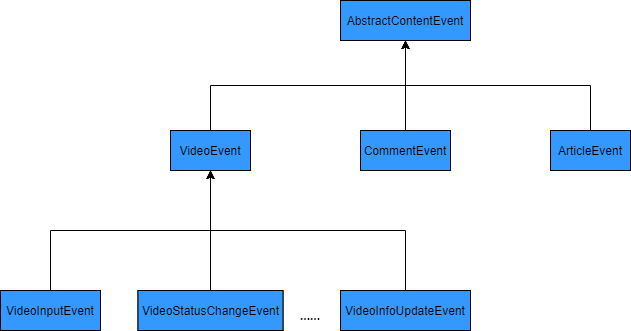 AbstractContentEvent
VideoEvent
CommentEvent
ArticleEvent
VideoInputEvent
VideoStatusChangeEvent
......
VideoInfoUpdateEvent